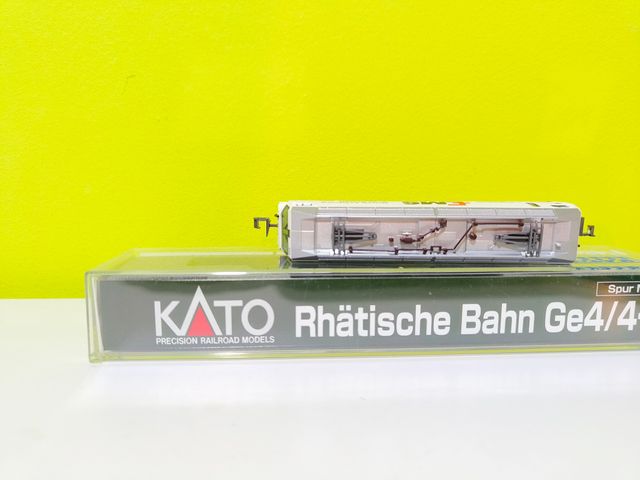 KATO
PRECISION RAILROAD MODELS
Rhätische Bahn Ge4/4-
Spur N